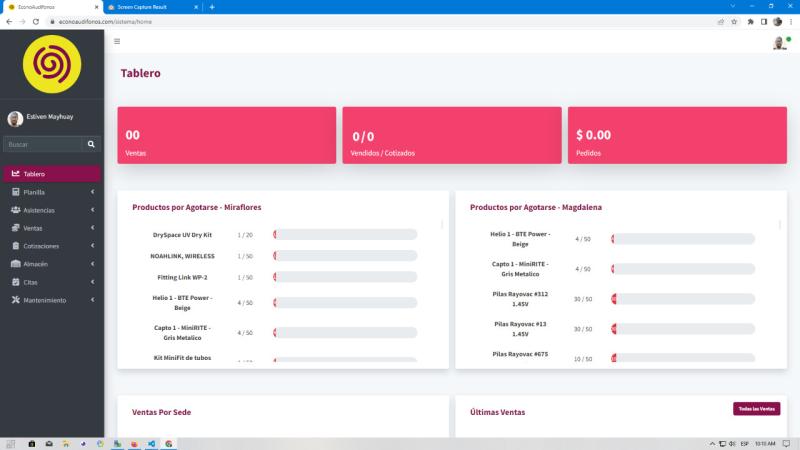 EconoAudifonos
Screen Capture Result
econoaudifonos.com/sistema/home
Estiven Mayhuay
Buscar
Tablero
Planilla
Asistencias
Ventas
Cotizaciones
Almacén
Citas
Mantenimiento
Tablero
00
Ventas
0/0
Vendidos / Cotizados
$ 0.00
Pedidos
Productos por Agotarse - Miraflores
DrySpace UV Dry Kit 1 / 20
NOAHLINK, WIRELESS 1 / 50
Fitting Link WP-2 1 / 50
Helio 1 - BTE Power -
Beige 4 / 50
Capto 1 - MiniRITE -
Gris Metalico 4 / 50
Kit MiniFit de tubos
Productos por Agotarse - Magdalena
Helio 1 - BTE Power -
Beige 4 / 50
Capto 1 - MiniRITE -
Gris Metalico 4 / 50
Pilas Rayovac #312
1.45V 30 / 50
Pilas Rayovac #13
1.45V 30 / 50
Pilas Rayovac #675 10 / 50
Ventas Por Sede
Últimas Ventas
Todas las Ventas
ESP 10:10 AM